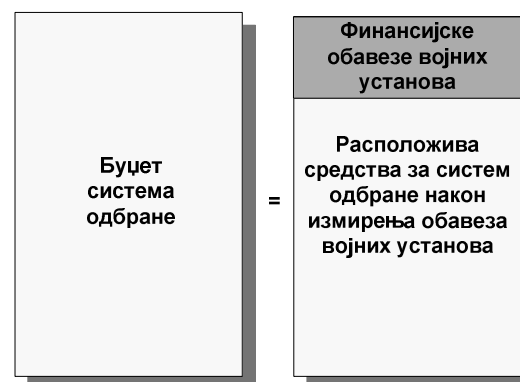 Буџет
система
одбране
=
Финансијске
обавезе војних
установа
Расположива
средства за систем
одбране након
измирења обавеза
војних установа